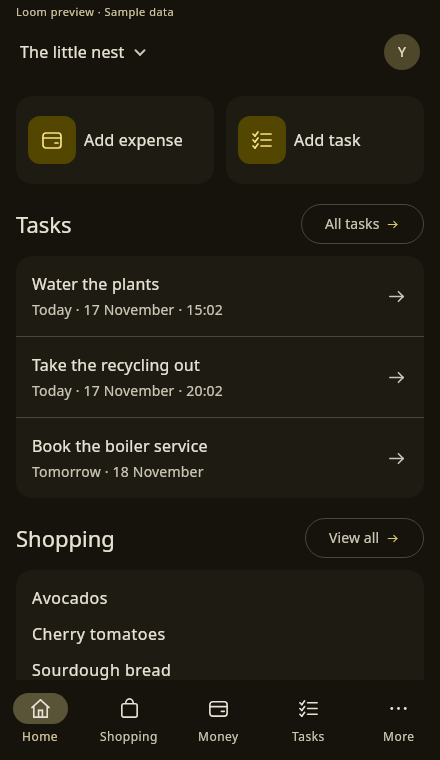 Loom preview · Sample data
The little nest
Y
Add expense
Add task
Tasks
All tasks →
Water the plants
Today · 17 November · 15:02
Take the recycling out
Today · 17 November · 20:02
Book the boiler service
Tomorrow · 18 November
Shopping
View all →
Avocados
Cherry tomatoes
Sourdough bread
Home
Shopping
Money
Tasks
More